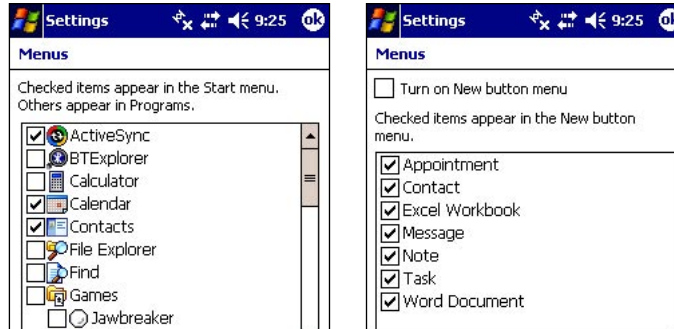 Settings 9:25 ok
Menus
Checked items appear in the Start menu.
Others appear in Programs.
ActiveSync
BTExplorer
Calculator
Calendar
Contacts
File Explorer
Find
Games
Jawbreaker
Settings 9:25 ok
Menus
Turn on New button menu
Checked items appear in the New button
menu.
Appointment
Contact
Excel Workbook
Message
Note
Task
Word Document